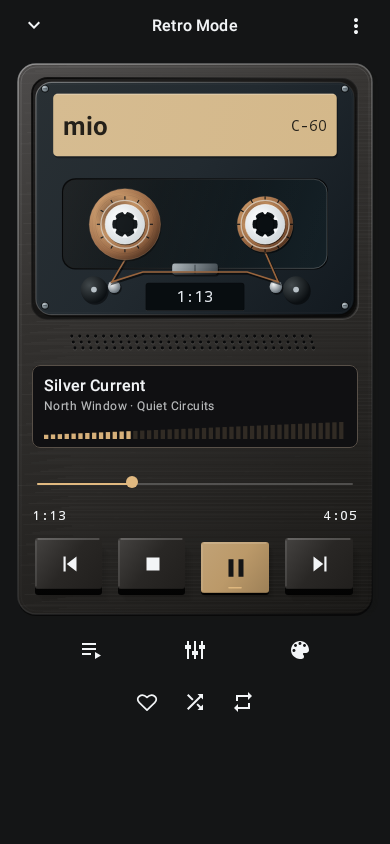 Retro Mode
mio
C-60
1:13
Silver Current
North Window · Quiet Circuits
1:13
4:05